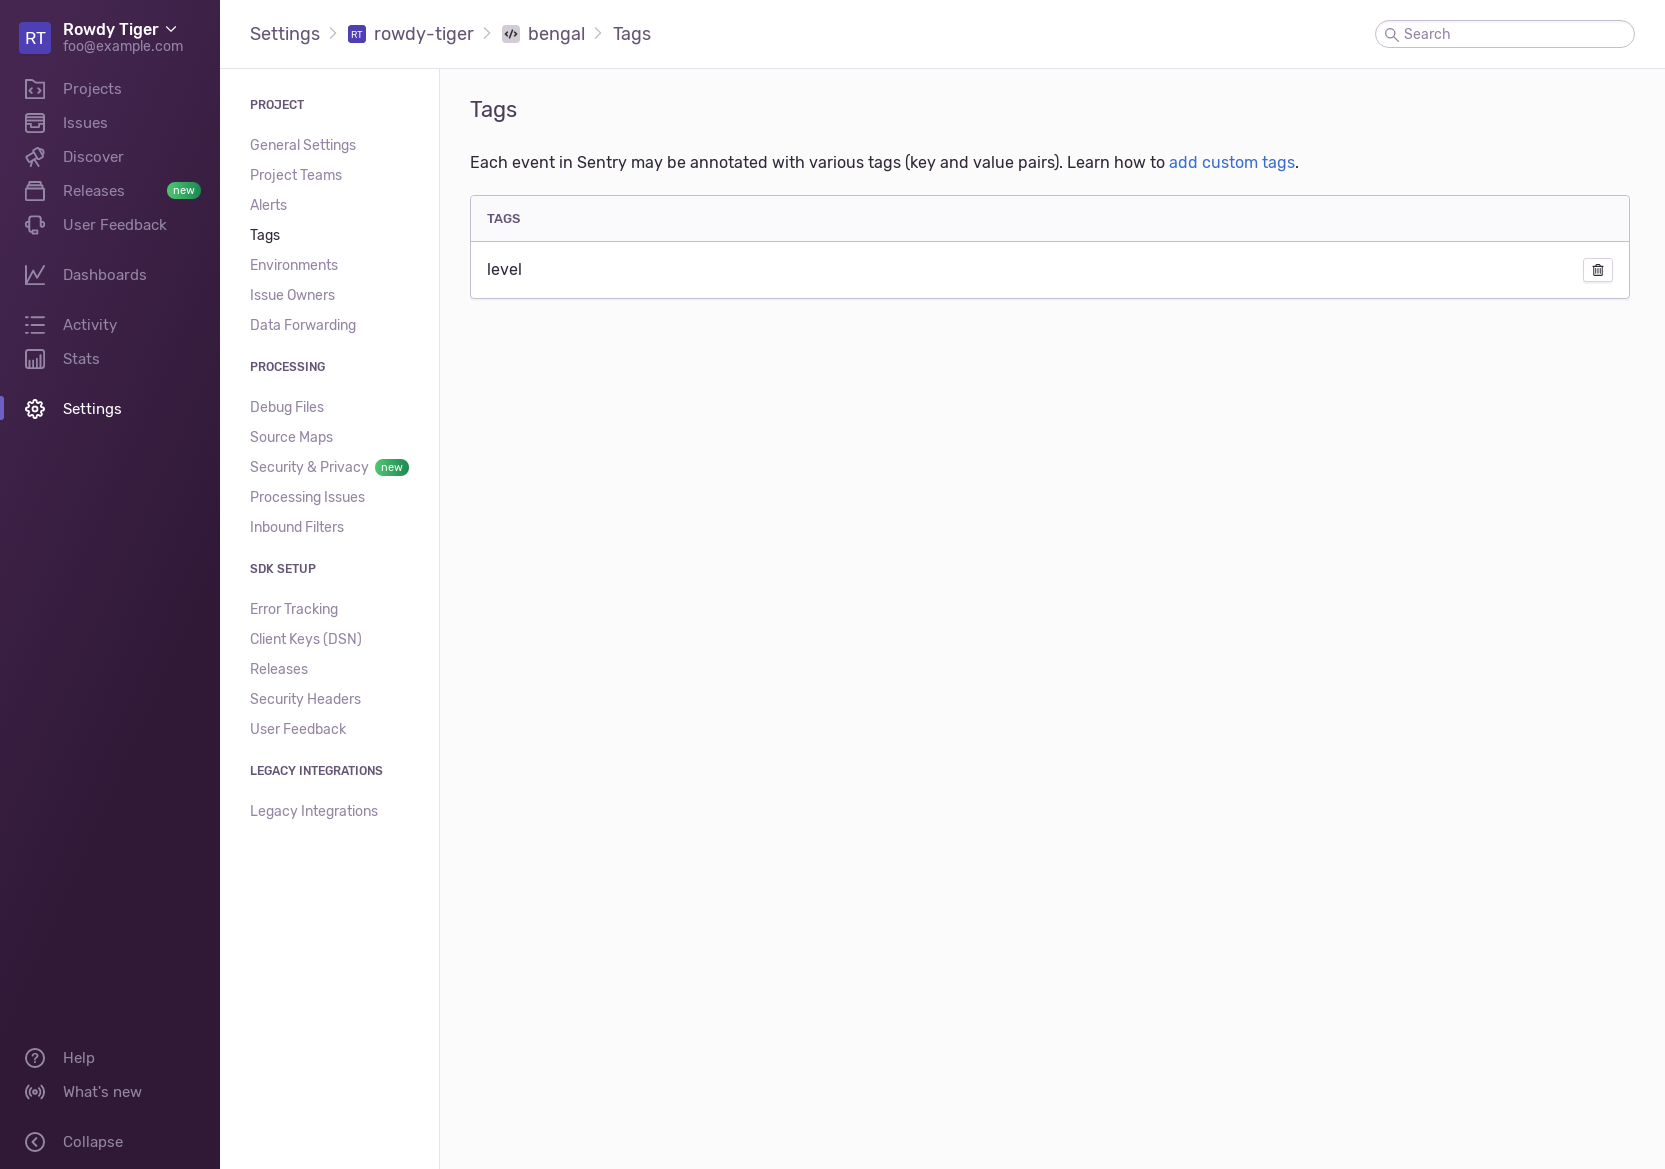 RT
Rowdy Tiger
foo@example.com
Projects
Issues
Discover
Releases new
User Feedback
Dashboards
Activity
Stats
Settings
Help
What's new
Collapse
Settings RT rowdy-tiger bengal Tags
Search
PROJECT
General Settings
Project Teams
Alerts
Tags
Environments
Issue Owners
Data Forwarding
PROCESSING
Debug Files
Source Maps
Security & Privacy new
Processing Issues
Inbound Filters
SDK SETUP
Error Tracking
Client Keys (DSN)
Releases
Security Headers
User Feedback
LEGACY INTEGRATIONS
Legacy Integrations
Tags
Each event in Sentry may be annotated with various tags (key and value pairs). Learn how to add custom tags.
TAGS
level